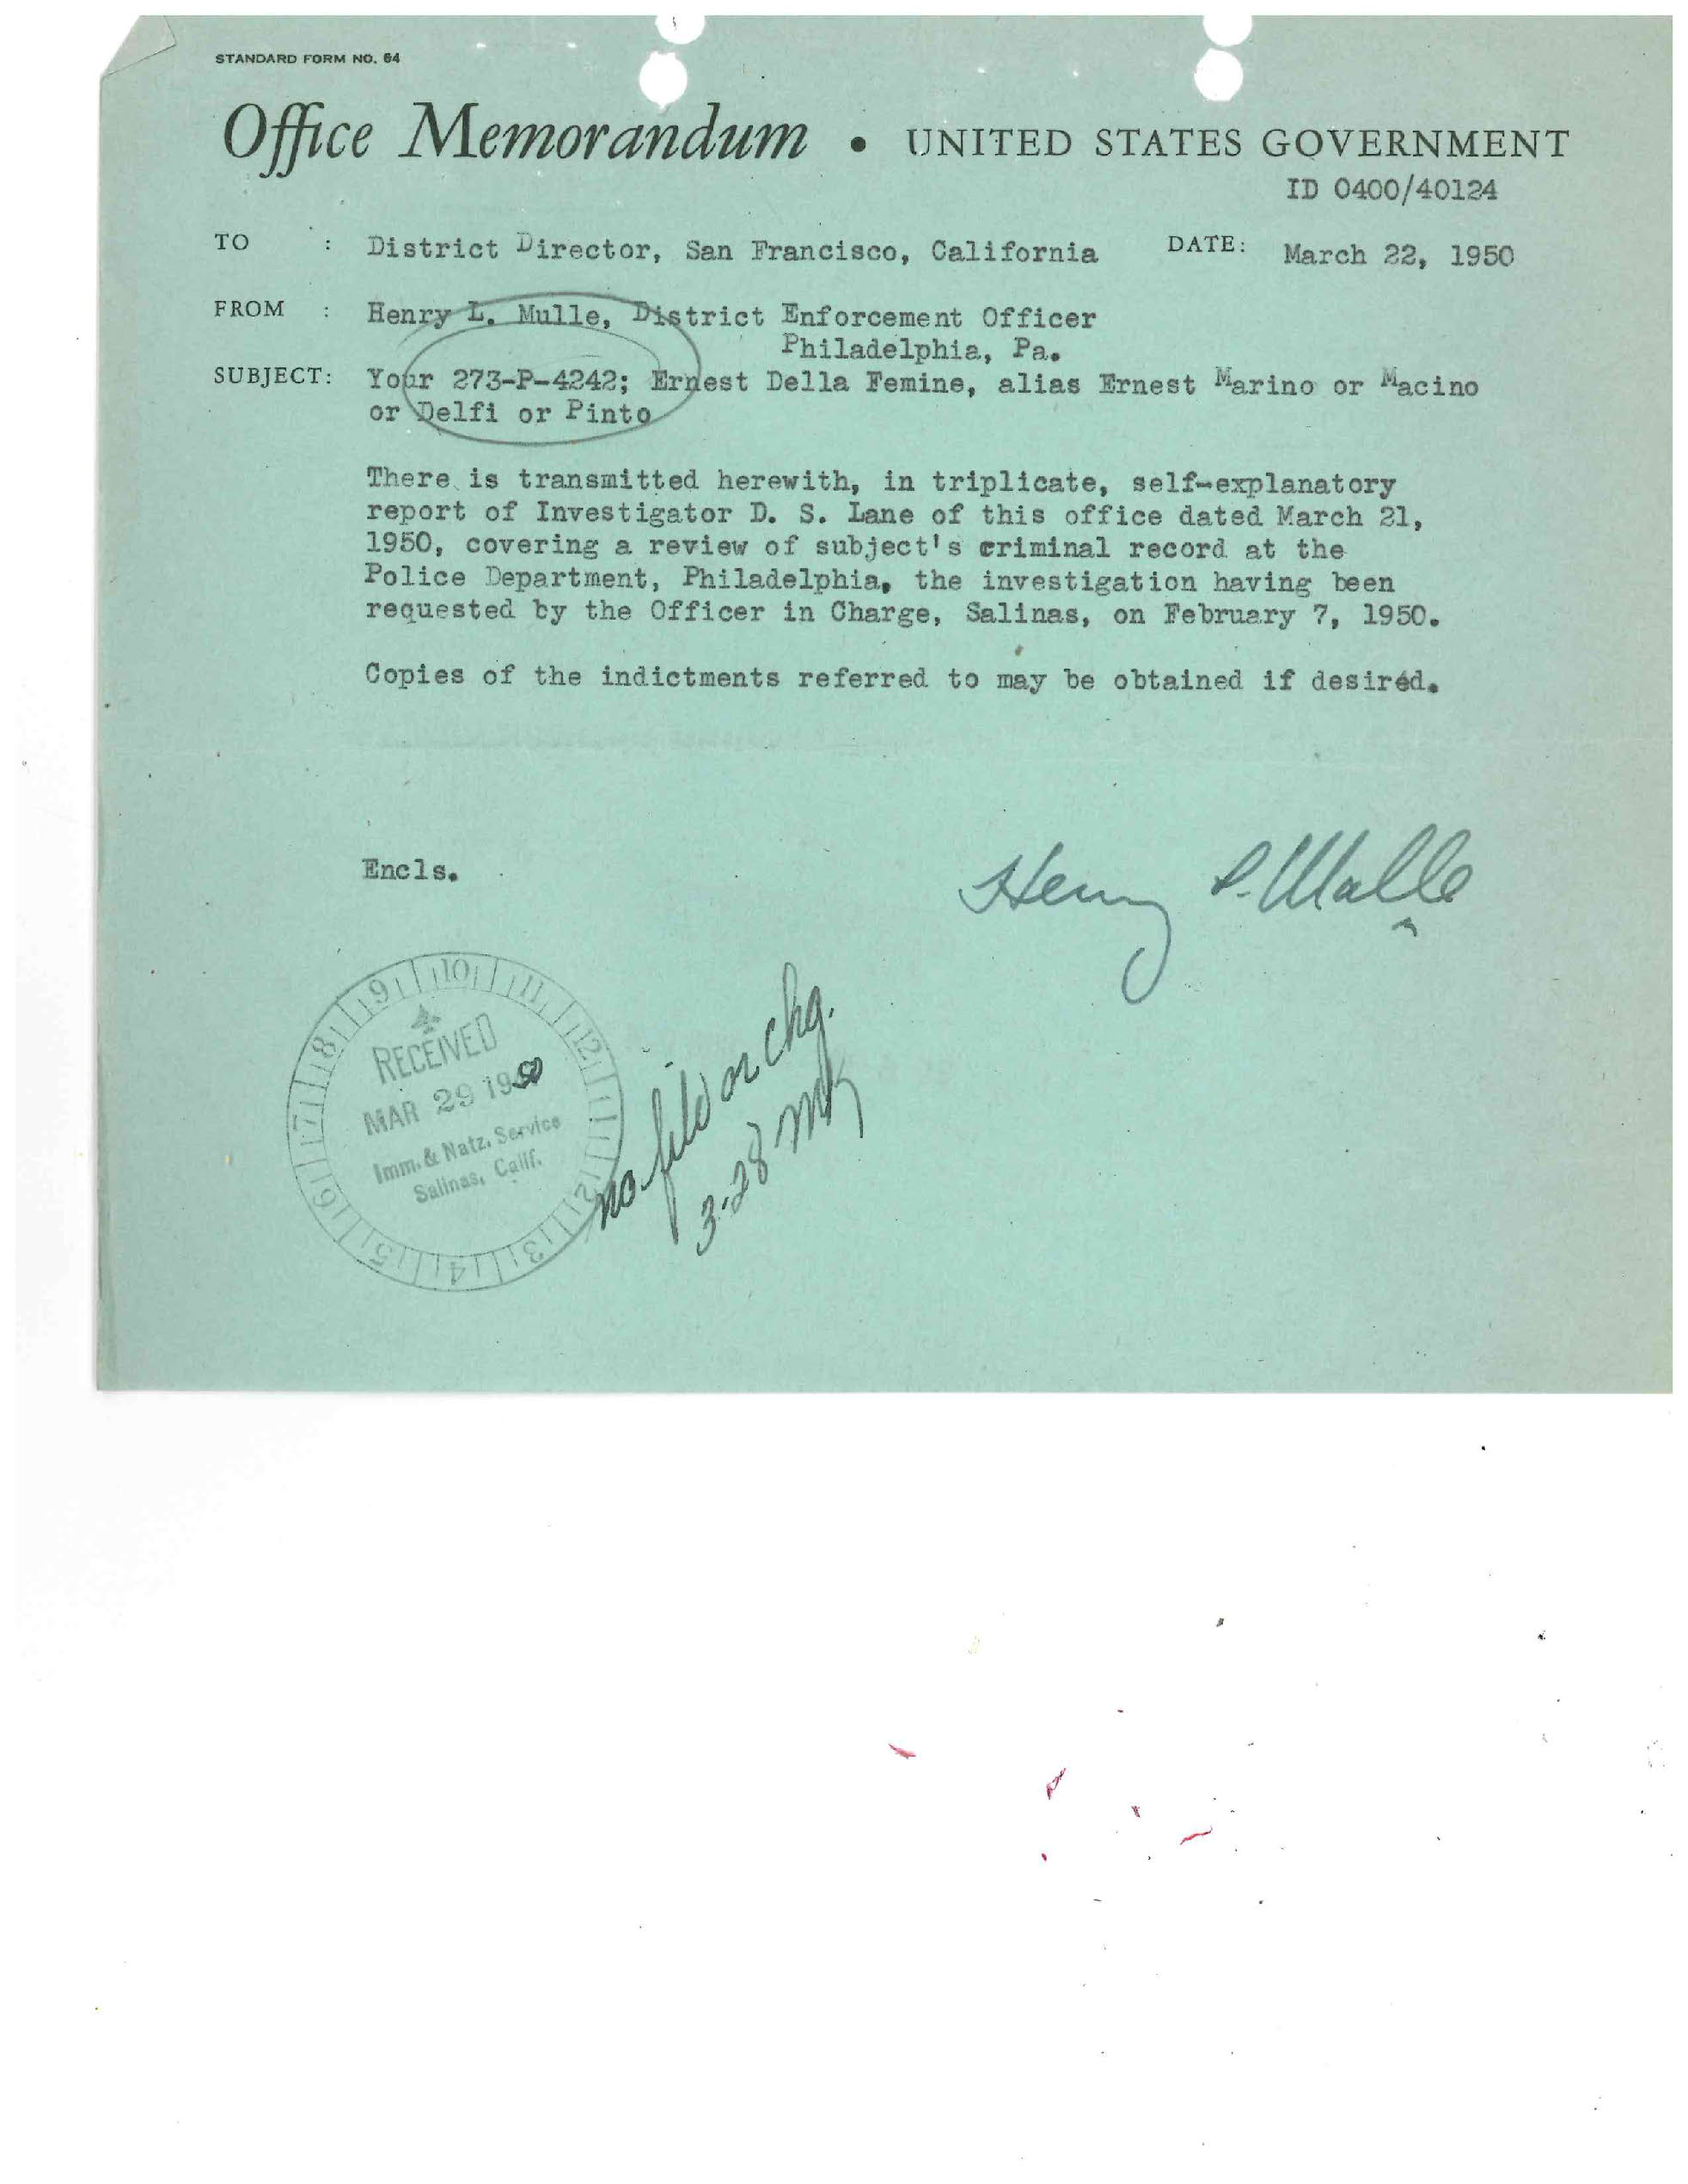 STANDARD FORM NO. 64
Office Memorandum • UNITED STATES GOVERNMENT
ID 0400/40124
TO : District Director, San Francisco, California DATE: March 22, 1950
FROM : Henry L. Mulle, District Enforcement Officer
Philadelphia, Pa.
SUBJECT: Your 273-P-4242; Ernest Della Femine, alias Ernest Marino or Macino
or Delfi or Pinto
There is transmitted herewith, in triplicate, self-explanatory
report of Investigator D. S. Lane of this office dated March 21,
1950, covering a review of subject's criminal record at the
Police Department, Philadelphia, the investigation having been
requested by the Officer in Charge, Salinas, on February 7, 1950.
Copies of the indictments referred to may be obtained if desired.
Encls.
Henry L. Mulle
9 10 11 12 1 2 3 4 5 6 7 8
RECEIVED
MAR 29 1950
Imm. & Natz. Service
Salinas, Calif.
no file or chg.
3-28